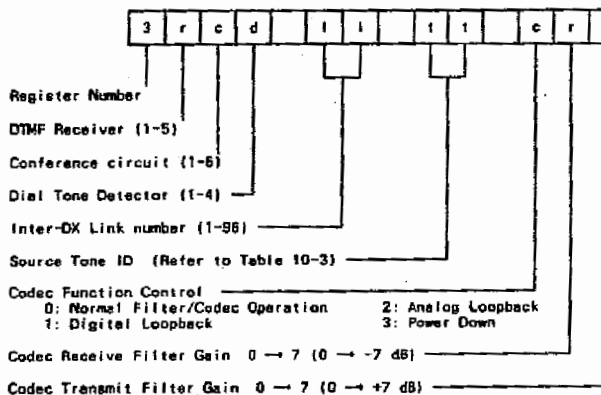 3 r c d l l t t c r
Register Number
DTMF Receiver (1-5)
Conference circuit (1-6)
Dial Tone Detector (1-4)
Inter-DX Link number (1-96)
Source Tone ID (Refer to Table 10-3)
Codec Function Control
0: Normal Filter/Codec Operation 2: Analog Loopback
1: Digital Loopback 3: Power Down
Codec Receive Filter Gain 0 → 7 (0 → -7 dB)
Codec Transmit Filter Gain 0 → 7 (0 → +7 dB)